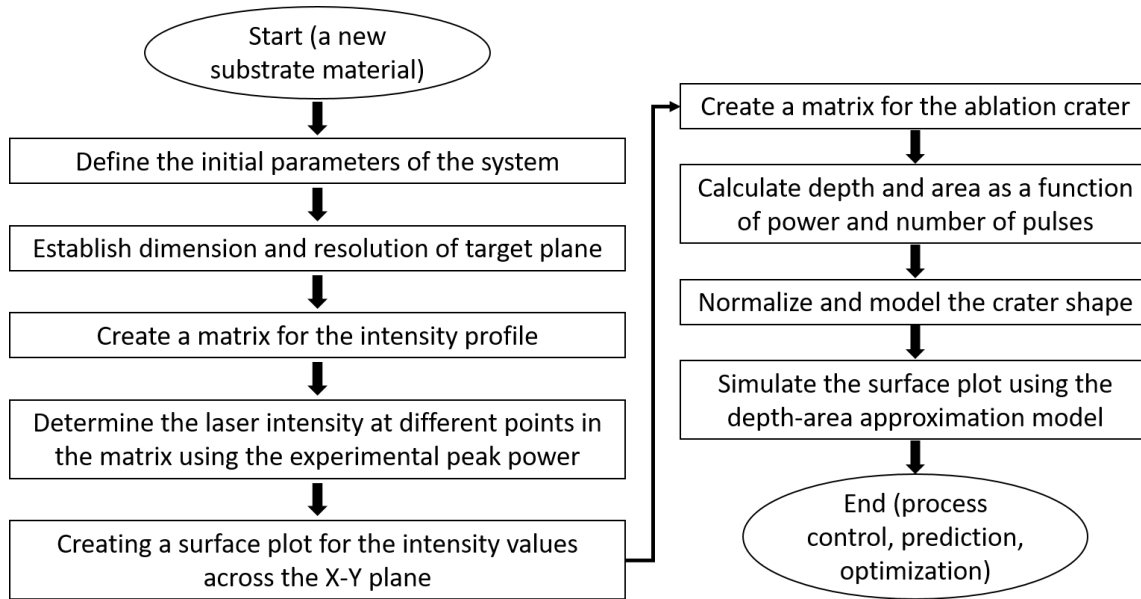 Start (a new
substrate material)
Define the initial parameters of the system
Establish dimension and resolution of target plane
Create a matrix for the intensity profile
Determine the laser intensity at different points in
the matrix using the experimental peak power
Creating a surface plot for the intensity values
across the X-Y plane
Create a matrix for the ablation crater
Calculate depth and area as a function
of power and number of pulses
Normalize and model the crater shape
Simulate the surface plot using the
depth-area approximation model
End (process
control, prediction,
optimization)